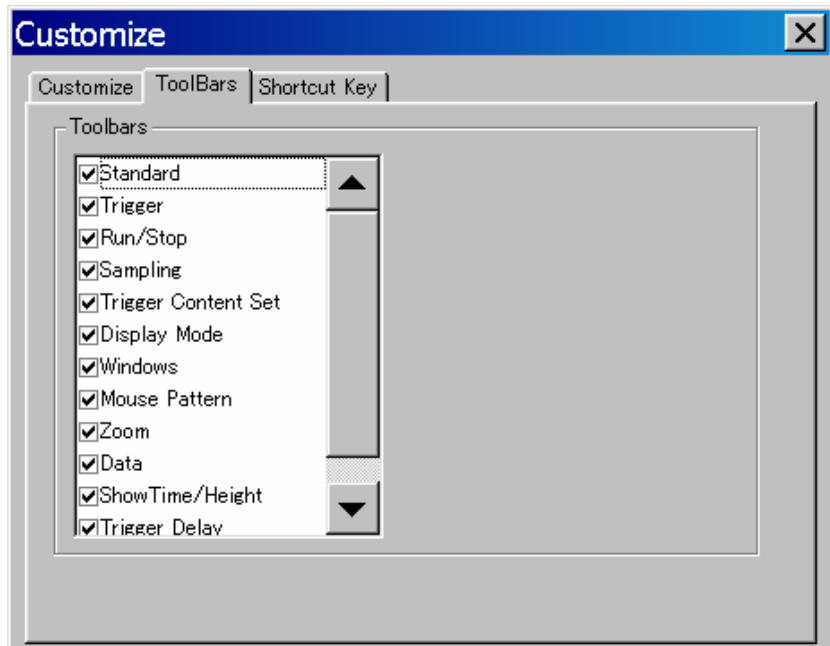 Customize
Customize ToolBars Shortcut Key
Toolbars
Standard
Trigger
Run/Stop
Sampling
Trigger Content Set
Display Mode
Windows
Mouse Pattern
Zoom
Data
ShowTime/Height
Trigger Delay